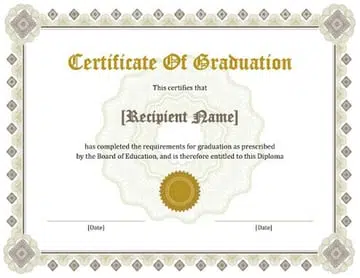 Certificate Of Graduation
This certifies that
[Recipient Name]
has completed the requirements for graduation as prescribed
by the Board of Education, and is therefore entitled to this Diploma
[Date] [Date]